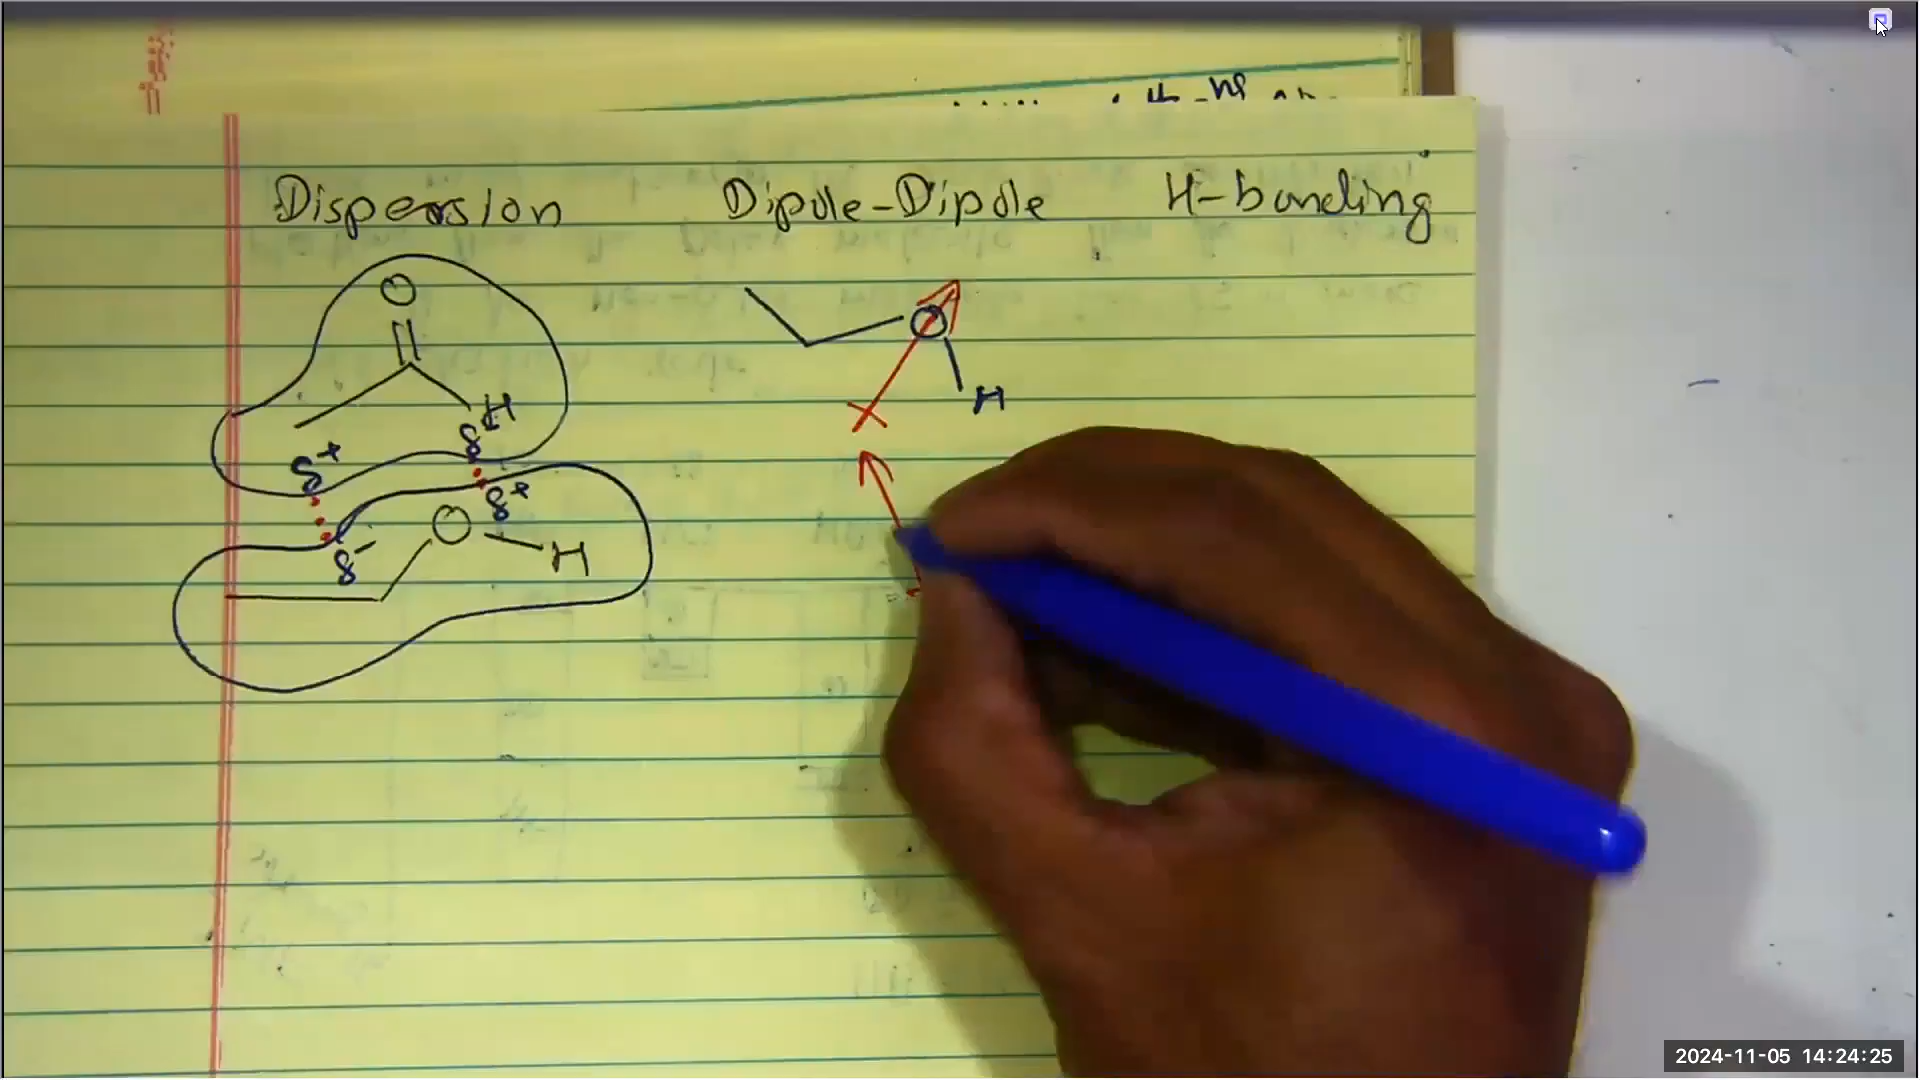 Dispersion Dipole-Dipole H-bonding
O
O
H
H
δ+ δ-
δ+
O
δ-
H
2024-11-05 14:24:25